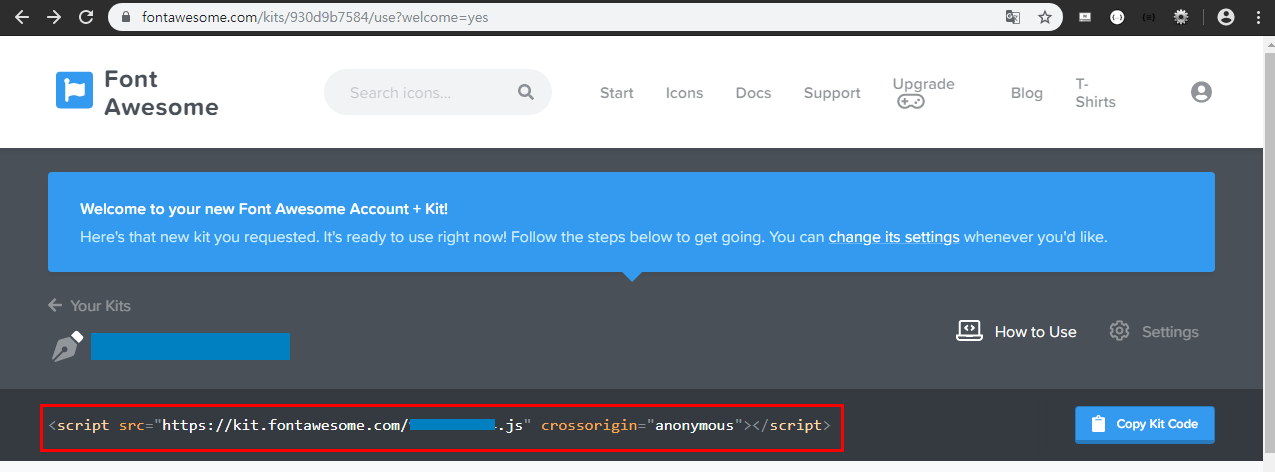 fontawesome.com/kits/930d9b7584/use?welcome=yes
Font
Awesome
Search icons...
Start
Icons
Docs
Support
Upgrade
Blog
T-
Shirts
Welcome to your new Font Awesome Account + Kit!
Here's that new kit you requested. It's ready to use right now! Follow the steps below to get going. You can change its settings whenever you'd like.
Your Kits
How to Use
Settings
<script src="https://kit.fontawesome.com/ .js" crossorigin="anonymous"></script>
Copy Kit Code